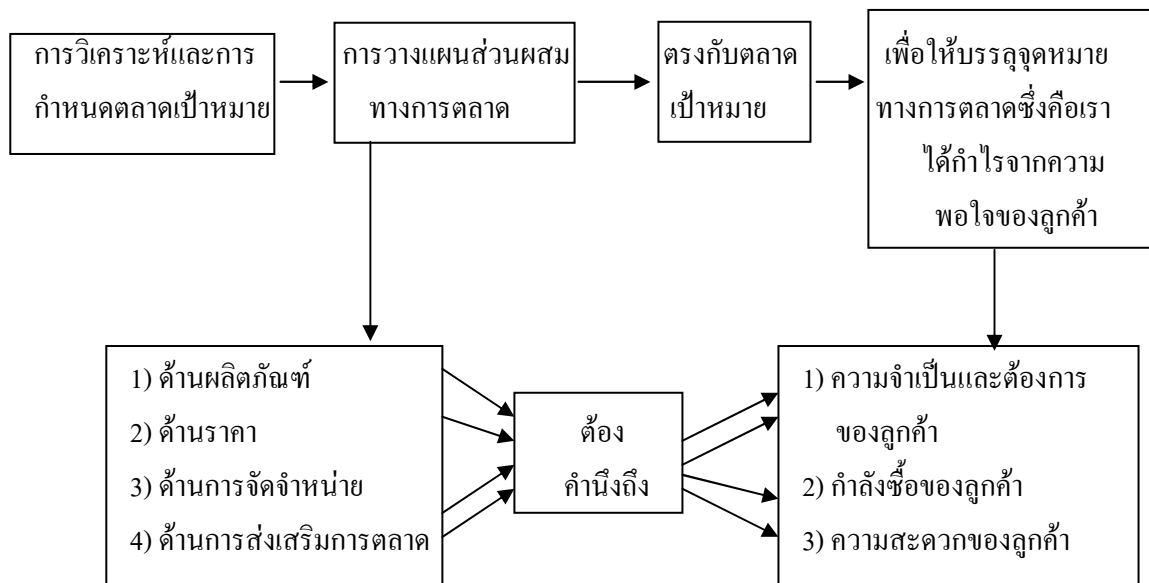 การวิเคราะห์และการ
กำหนดตลาดเป้าหมาย
การวางแผนส่วนผสม
ทางการตลาด
ตรงกับตลาด
เป้าหมาย
เพื่อให้บรรลุจุดหมาย
ทางการตลาดซึ่งคือเรา
ได้กำไรจากความ
พอใจของลูกค้า
1) ด้านผลิตภัณฑ์
2) ด้านราคา
3) ด้านการจัดจำหน่าย
4) ด้านการส่งเสริมการตลาด
ต้อง
คำนึงถึง
1) ความจำเป็นและต้องการ
ของลูกค้า
2) กำลังซื้อของลูกค้า
3) ความสะดวกของลูกค้า